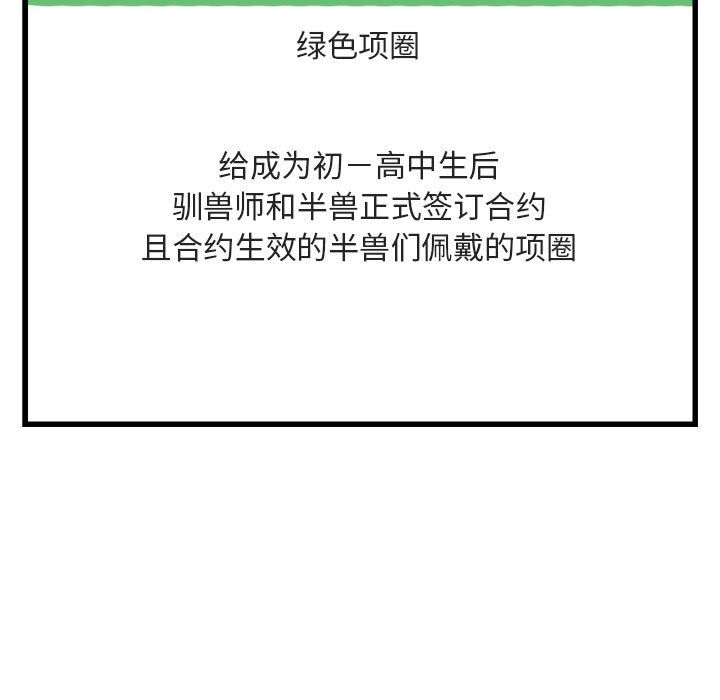 绿色项圈
给成为初－高中生后
驯兽师和半兽正式签订合约
且合约生效的半兽们佩戴的项圈